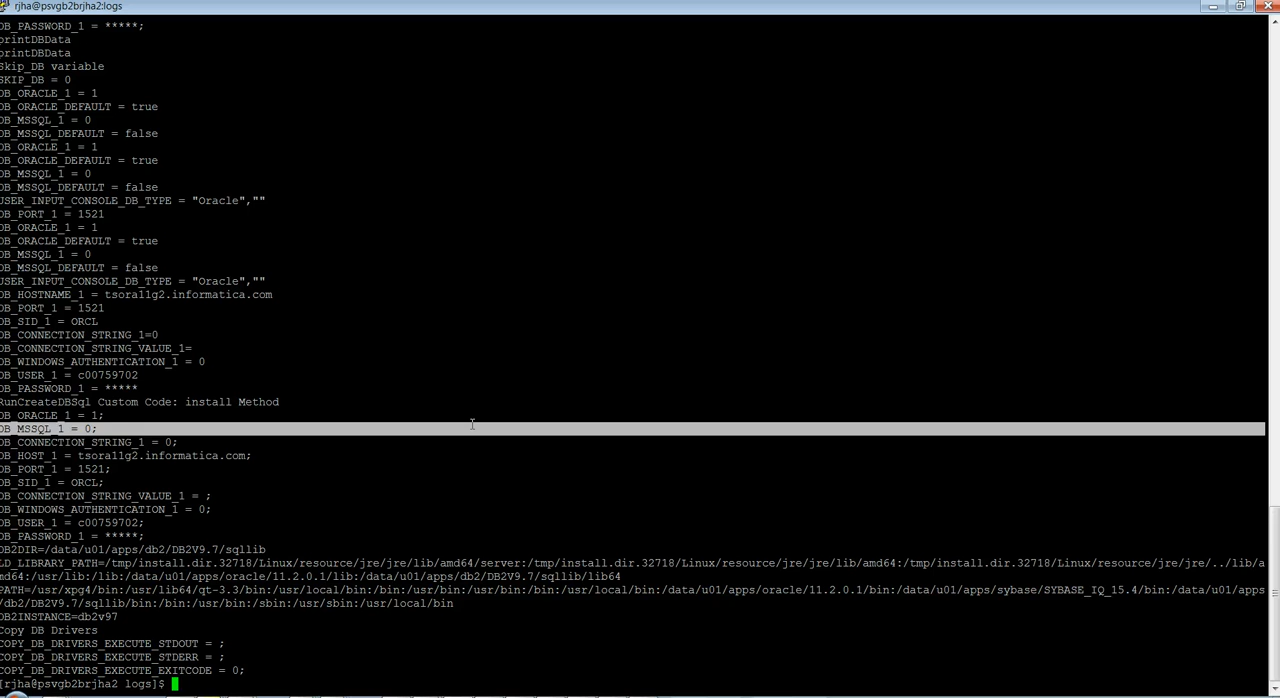 rjha@psvgb2brjha2:logs
DB_PASSWORD_1 = *****;
printDBData
printDBData
Skip_DB variable
SKIP_DB = 0
DB_ORACLE_1 = 1
DB_ORACLE_DEFAULT = true
DB_MSSQL_1 = 0
DB_MSSQL_DEFAULT = false
DB_ORACLE_1 = 1
DB_ORACLE_DEFAULT = true
DB_MSSQL_1 = 0
DB_MSSQL_DEFAULT = false
USER_INPUT_CONSOLE_DB_TYPE = "Oracle",""
DB_PORT_1 = 1521
DB_ORACLE_1 = 1
DB_ORACLE_DEFAULT = true
DB_MSSQL_1 = 0
DB_MSSQL_DEFAULT = false
USER_INPUT_CONSOLE_DB_TYPE = "Oracle",""
DB_HOSTNAME_1 = tsora11g2.informatica.com
DB_PORT_1 = 1521
DB_SID_1 = ORCL
DB_CONNECTION_STRING_1=0
DB_CONNECTION_STRING_VALUE_1=
DB_WINDOWS_AUTHENTICATION_1 = 0
DB_USER_1 = c00759702
DB_PASSWORD_1 = *****
RunCreateDBSql Custom Code: install Method
DB_ORACLE_1 = 1;
DB_MSSQL_1 = 0;
DB_CONNECTION_STRING_1 = 0;
DB_HOST_1 = tsora11g2.informatica.com;
DB_PORT_1 = 1521;
DB_SID_1 = ORCL;
DB_CONNECTION_STRING_VALUE_1 = ;
DB_WINDOWS_AUTHENTICATION_1 = 0;
DB_USER_1 = c00759702;
DB_PASSWORD_1 = *****;
DB2DIR=/data/u01/apps/db2/DB2V9.7/sqllib
LD_LIBRARY_PATH=/tmp/install.dir.32718/Linux/resource/jre/jre/lib/amd64/server:/tmp/install.dir.32718/Linux/resource/jre/jre/lib/amd64:/tmp/install.dir.32718/Linux/resource/jre/jre/../lib/a
md64:/usr/lib:/lib:/data/u01/apps/oracle/11.2.0.1/lib:/data/u01/apps/db2/DB2V9.7/sqllib/lib64
PATH=/usr/xpg4/bin:/usr/lib64/qt-3.3/bin:/usr/local/bin:/bin:/usr/bin:/usr/local/bin:/data/u01/apps/oracle/11.2.0.1/bin:/data/u01/apps/sybase/SYBASE_IQ_15.4/bin:/data/u01/apps
/db2/DB2V9.7/sqllib/bin:/bin:/usr/bin:/sbin:/usr/sbin:/usr/local/bin
DB2INSTANCE=db2v97
Copy DB Drivers
COPY_DB_DRIVERS_EXECUTE_STDOUT = ;
COPY_DB_DRIVERS_EXECUTE_STDERR = ;
COPY_DB_DRIVERS_EXECUTE_EXITCODE = 0;
[rjha@psvgb2brjha2 logs]$